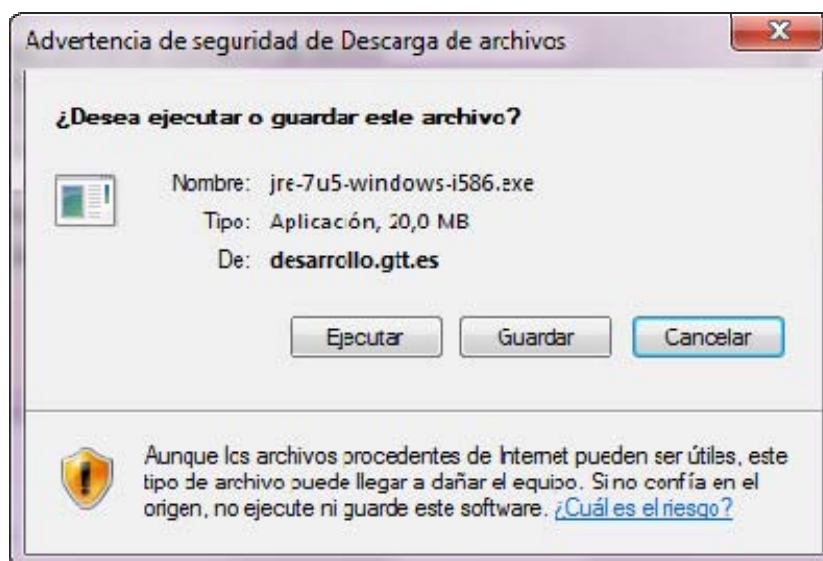 Advertencia de seguridad de Descarga de archivos
¿Desea ejecutar o guardar este archivo?
Nombre: jre-7u5-windows-i586.exe
Tipo: Aplicación, 20,0 MB
De: desarrollo.gtt.es
Ejecutar Guardar Cancelar
Aunque los archivos procedentes de Internet pueden ser útiles, este
tipo de archivo puede llegar a dañar el equipo. Si no confía en el
origen, no ejecute ni guarde este software. ¿Cuál es el riesgo?